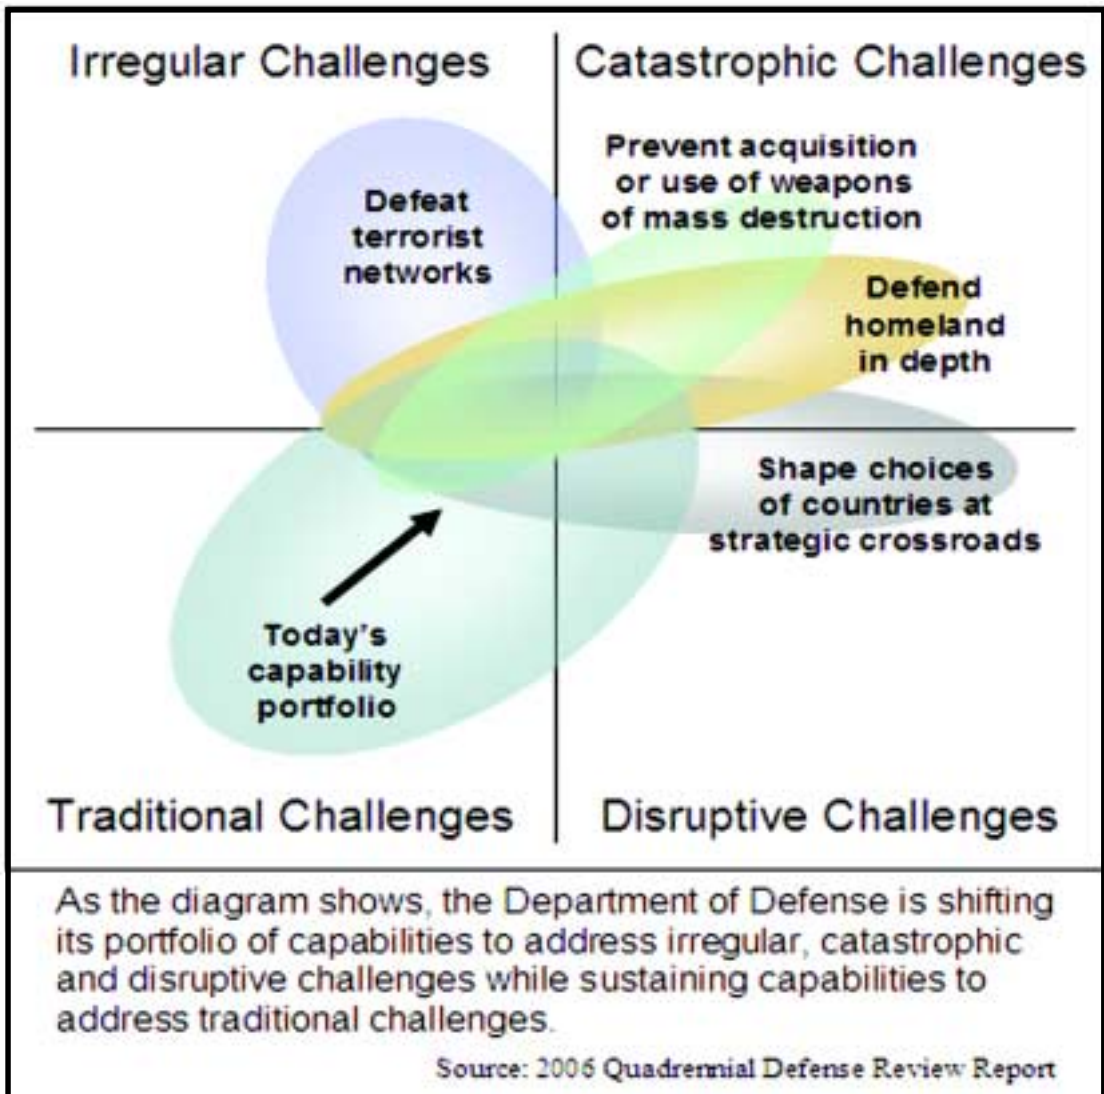 Irregular Challenges
Catastrophic Challenges
Prevent acquisition
or use of weapons
of mass destruction
Defeat
terrorist
networks
Defend
homeland
in depth
Shape choices
of countries at
strategic crossroads
Today's
capability
portfolio
Traditional Challenges
Disruptive Challenges
As the diagram shows, the Department of Defense is shifting
its portfolio of capabilities to address irregular, catastrophic
and disruptive challenges while sustaining capabilities to
address traditional challenges.
Source: 2006 Quadrennial Defense Review Report